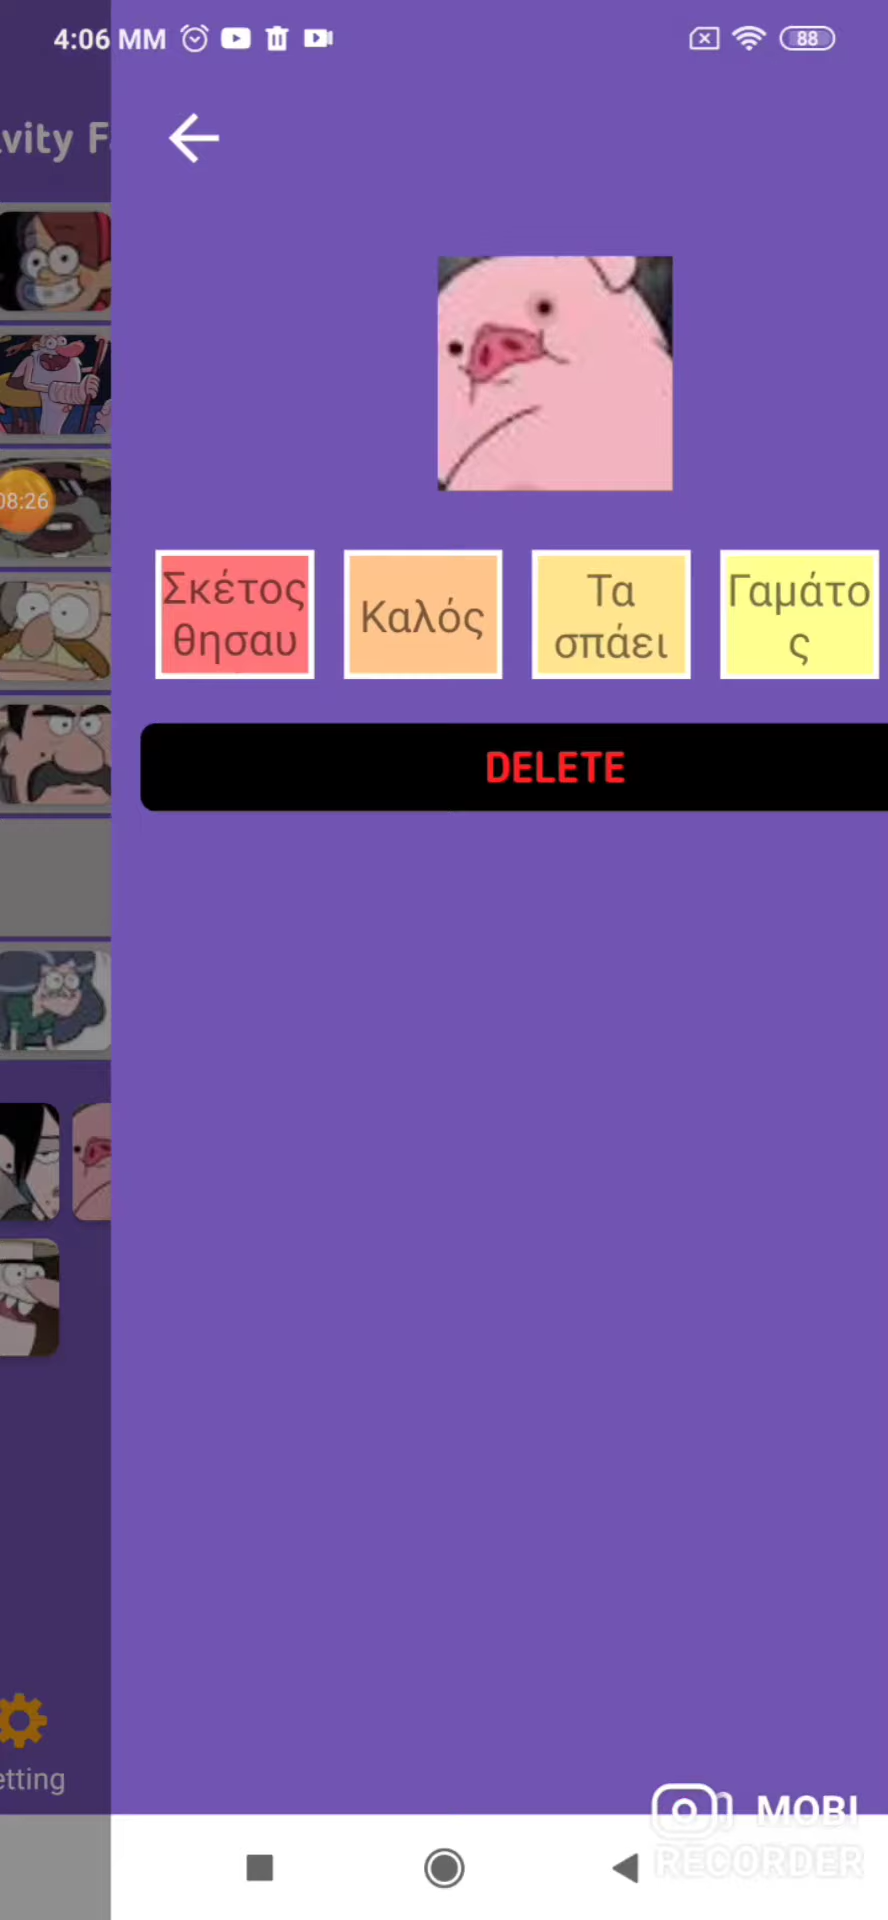 4:06 MM
88
vity F
08:26
Σκέτος
θησαυ
Καλός
Τα
σπάει
Γαμάτο
ς
DELETE
etting
MOBI
RECORDER